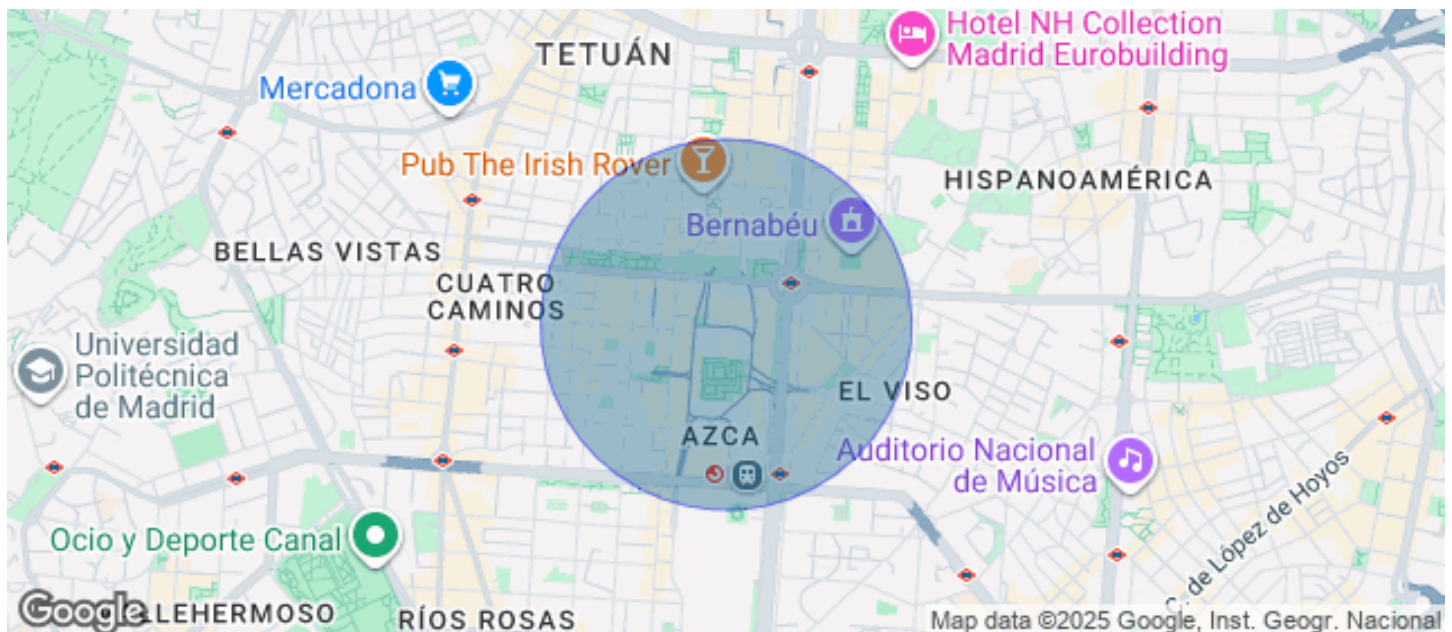 Hotel NH Collection
Madrid Eurobuilding
TETUÁN
Mercadona
Pub The Irish Rover
HISPANOAMÉRICA
Bernabéu
BELLAS VISTAS
CUATRO
CAMINOS
Universidad
Politécnica
de Madrid
EL VISO
AZCA
Auditorio Nacional
de Música
C. de López de Hoyos
Ocio y Deporte Canal
Google
RÍOS ROSAS
Map data ©2025 Google, Inst. Geogr. Nacional